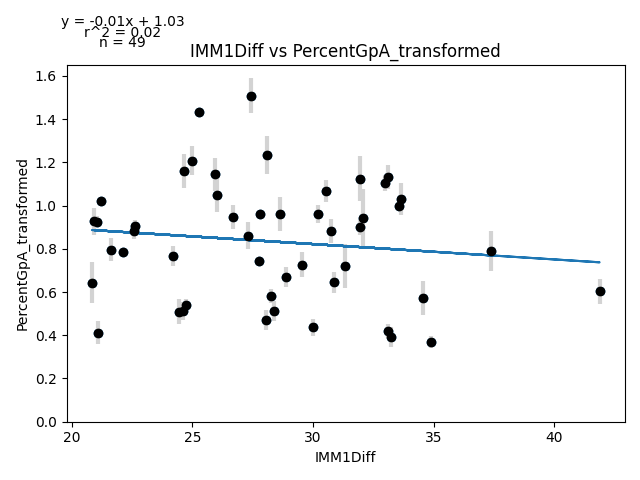 y = -0.01x + 1.03
r^2 = 0.02
n = 49
IMM1Diff vs PercentGpA_transformed
1.6
1.4
1.2
1.0
0.8
0.6
0.4
0.2
0.0
PercentGpA_transformed
20 25 30 35 40
IMM1Diff